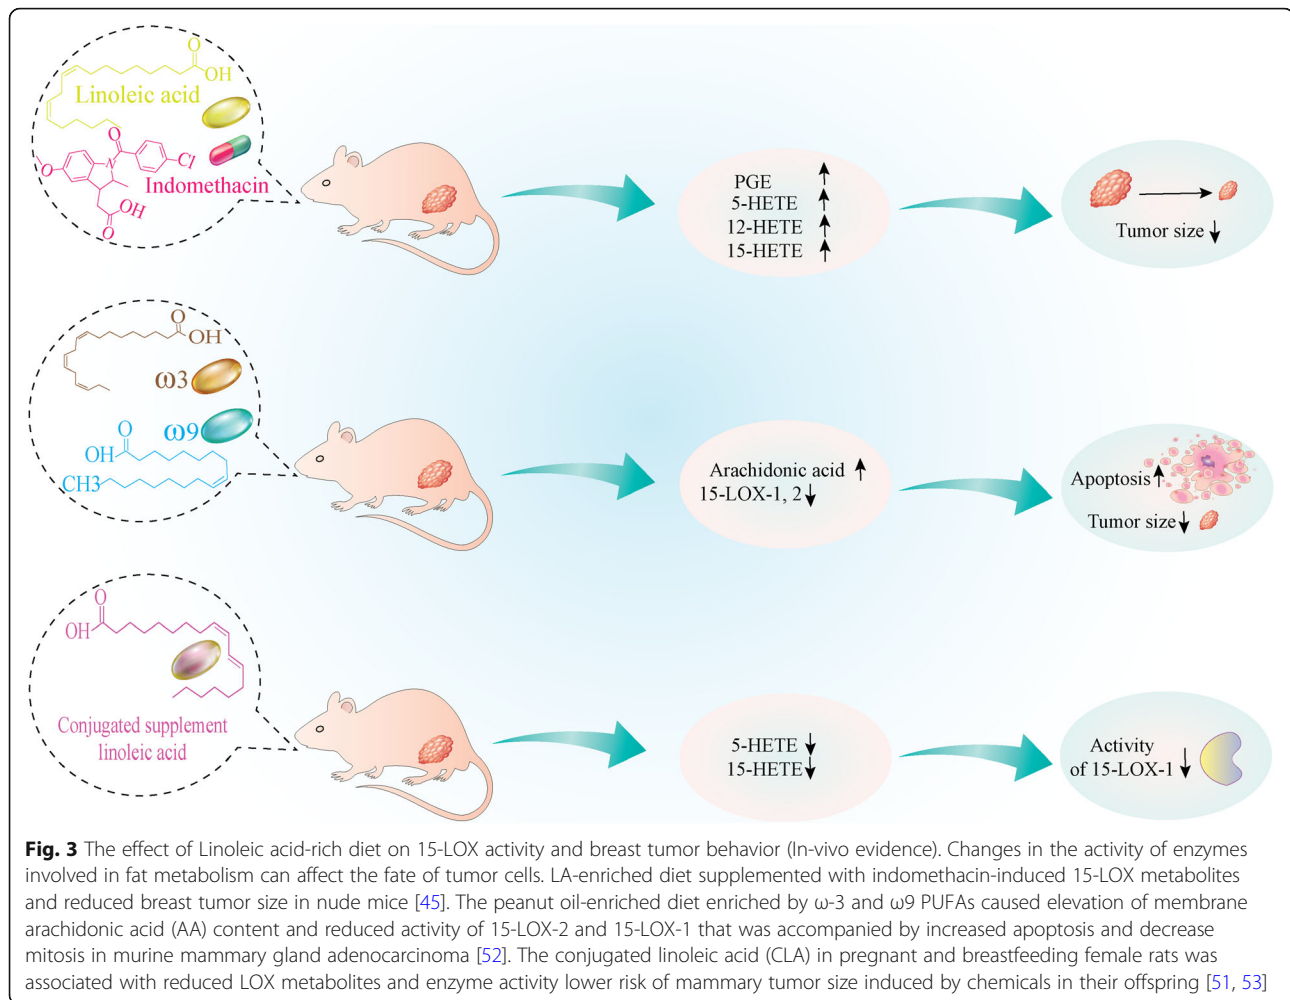 O
OH
Linoleic acid
O
N
Cl
O
Indomethacin
OH
O
PGE
5-HETE
12-HETE
15-HETE
Tumor size
O
OH
ω3
ω9
O
OH
CH3
Arachidonic acid
15-LOX-1, 2
Apoptosis
Tumor size
O
OH
Conjugated supplement
linoleic acid
5-HETE
15-HETE
Activity
of 15-LOX-1
Fig. 3 The effect of Linoleic acid-rich diet on 15-LOX activity and breast tumor behavior (In-vivo evidence). Changes in the activity of enzymes
involved in fat metabolism can affect the fate of tumor cells. LA-enriched diet supplemented with indomethacin-induced 15-LOX metabolites
and reduced breast tumor size in nude mice [45]. The peanut oil-enriched diet enriched by ω-3 and ω9 PUFAs caused elevation of membrane
arachidonic acid (AA) content and reduced activity of 15-LOX-2 and 15-LOX-1 that was accompanied by increased apoptosis and decrease
mitosis in murine mammary gland adenocarcinoma [52]. The conjugated linoleic acid (CLA) in pregnant and breastfeeding female rats was
associated with reduced LOX metabolites and enzyme activity lower risk of mammary tumor size induced by chemicals in their offspring [51, 53]